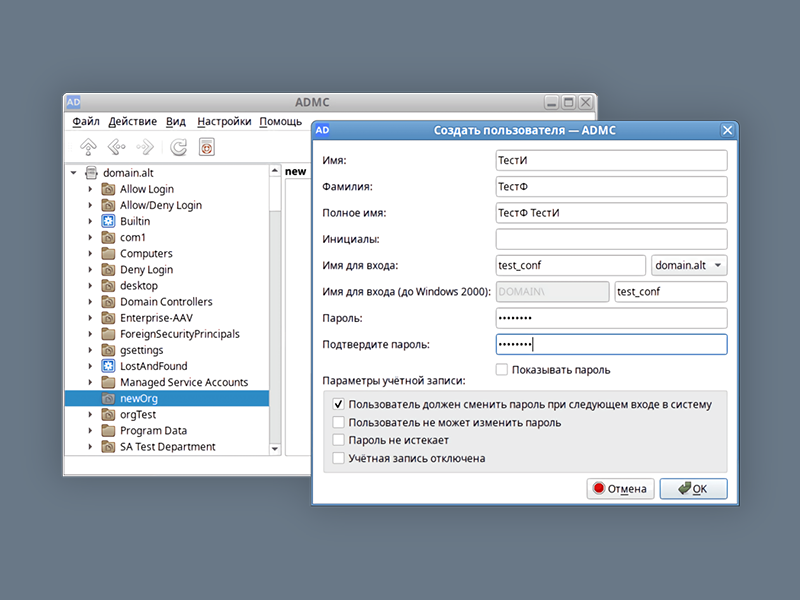 AD ADMC
Файл Действие Вид Настройки Помощь
domain.alt
Allow Login
Allow/Deny Login
Builtin
com1
Computers
Deny Login
desktop
Domain Controllers
Enterprise-AAV
ForeignSecurityPrincipals
gsettings
LostAndFound
Managed Service Accounts
newOrg
orgTest
Program Data
SA Test Department
new
AD Создать пользователя — ADMC
Имя: ТестИ
Фамилия: ТестФ
Полное имя: ТестФ ТестИ
Инициалы:
Имя для входа: test_conf domain.alt
Имя для входа (до Windows 2000): DOMAIN\ test_conf
Пароль: ••••••••
Подтвердите пароль: ••••••••
Показывать пароль
Параметры учётной записи:
Пользователь должен сменить пароль при следующем входе в систему
Пользователь не может изменить пароль
Пароль не истекает
Учётная запись отключена
Отмена OK